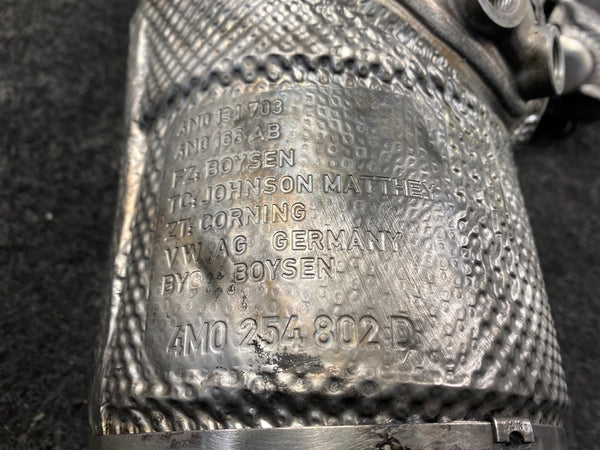 4M0 131 703
4M0 166 AB
PZ: BOYSEN
TC: JOHNSON MATTHEY
ZT: CORNING
VW AG GERMANY
BOYSEN
4M0 254 802 D